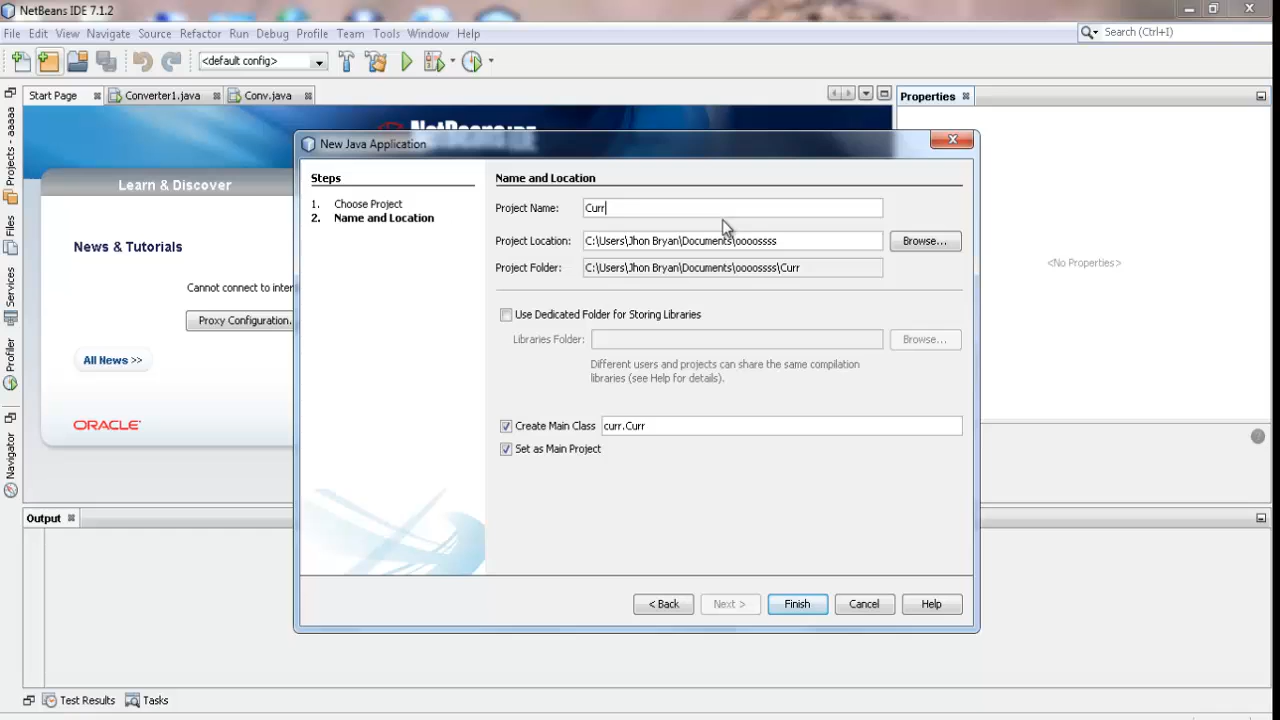 NetBeans IDE 7.1.2
File Edit View Navigate Source Refactor Run Debug Profile Team Tools Window Help
Search (Ctrl+I)
<default config>
Start Page Converter1.java Conv.java
Properties
Projects - aaaaa
Files
Services
Profiler
Navigator
Learn & Discover
News & Tutorials
Cannot connect to inter
Proxy Configuration.
All News >>
ORACLE
New Java Application
Steps
1. Choose Project
2. Name and Location
Name and Location
Project Name: Curr
Project Location: C:\Users\Jhon Bryan\Documents\oooossss Browse...
Project Folder: C:\Users\Jhon Bryan\Documents\oooossss\Curr
Use Dedicated Folder for Storing Libraries
Libraries Folder: Browse...
Different users and projects can share the same compilation
libraries (see Help for details).
Create Main Class curr.Curr
Set as Main Project
< Back Next > Finish Cancel Help
<No Properties>
Output
Test Results Tasks